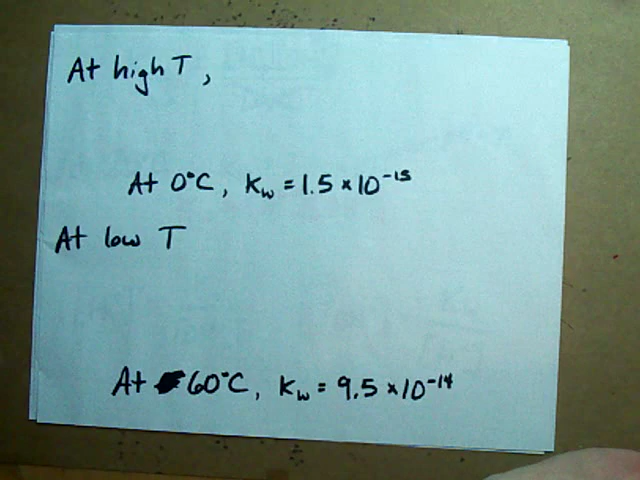 At high T,
At 0°C, Kw = 1.5 × 10⁻¹⁵
At low T
At 60°C, Kw = 9.5 × 10⁻¹⁴